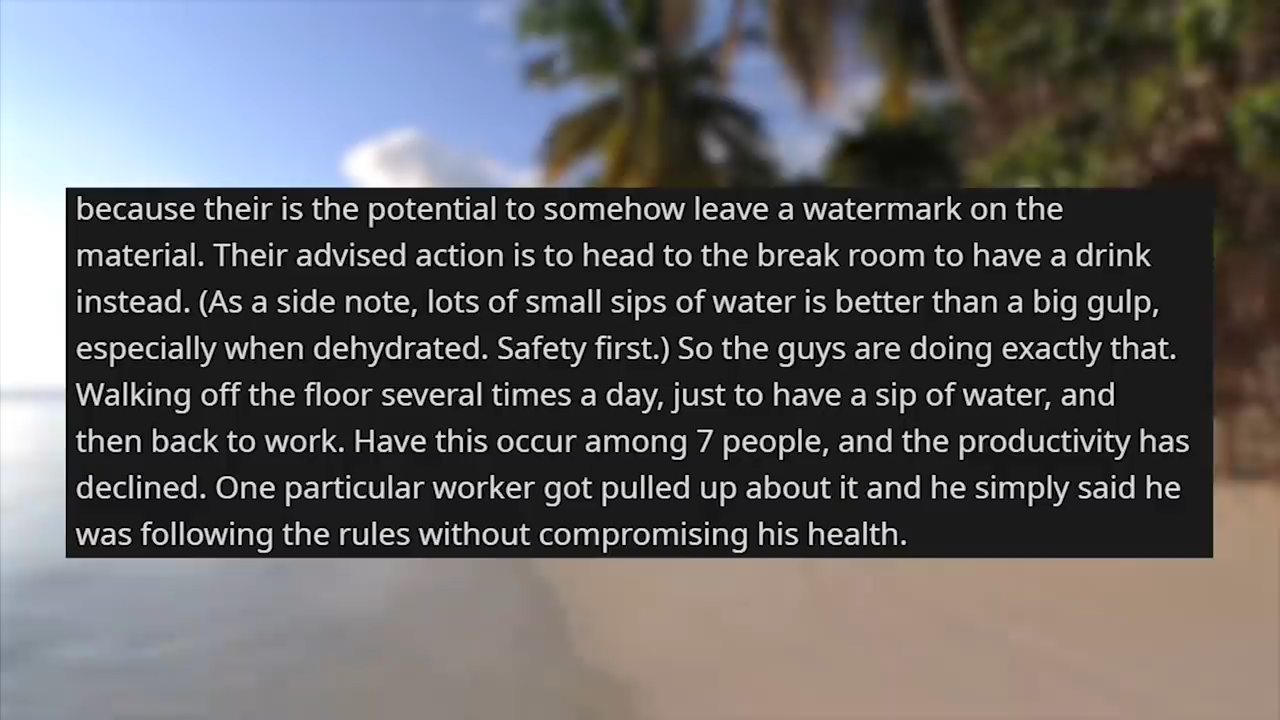 because their is the potential to somehow leave a watermark on the
material. Their advised action is to head to the break room to have a drink
instead. (As a side note, lots of small sips of water is better than a big gulp,
especially when dehydrated. Safety first.) So the guys are doing exactly that.
Walking off the floor several times a day, just to have a sip of water, and
then back to work. Have this occur among 7 people, and the productivity has
declined. One particular worker got pulled up about it and he simply said he
was following the rules without compromising his health.